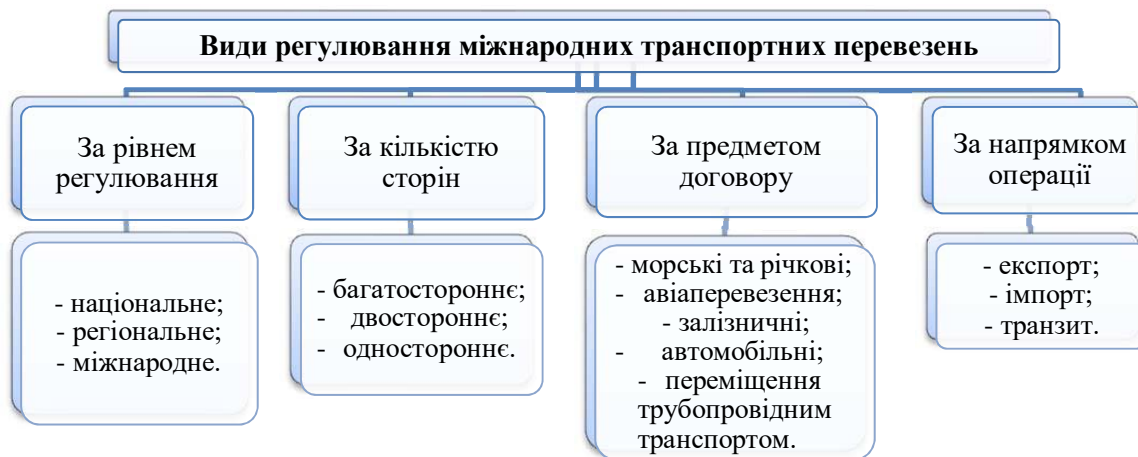 Види регулювання міжнародних транспортних перевезень
За рівнем
регулювання
- національне;
- регіональне;
- міжнародне.
За кількістю
сторін
- багатостороннє;
- двостороннє;
- одностороннє.
За предметом
договору
- морські та річкові;
- авіаперевезення;
- залізничні;
- автомобільні;
- переміщення
трубопровідним
транспортом.
За напрямком
операції
- експорт;
- імпорт;
- транзит.